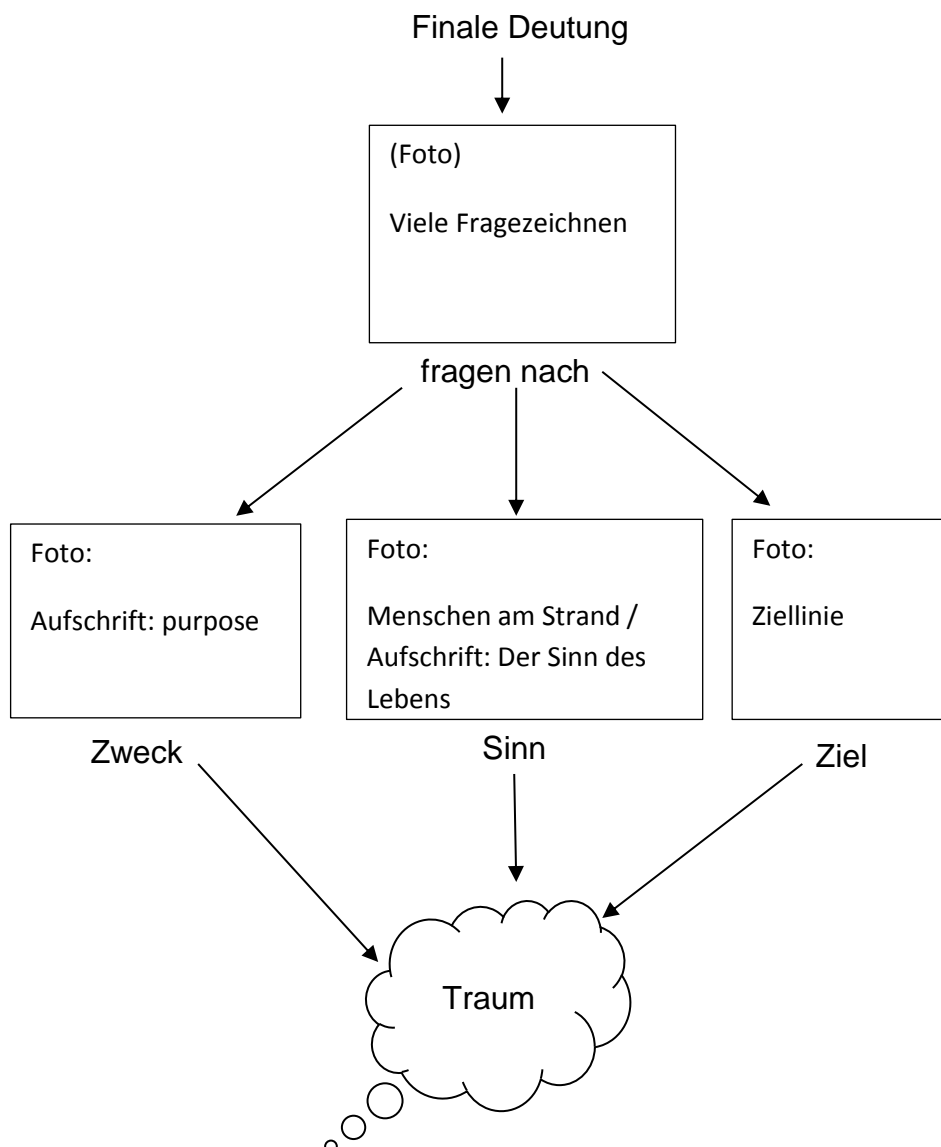 Finale Deutung
(Foto)
Viele Fragezeichnen
fragen nach
Foto:
Aufschrift: purpose
Foto:
Menschen am Strand /
Aufschrift: Der Sinn des
Lebens
Foto:
Ziellinie
Zweck
Sinn
Ziel
Traum